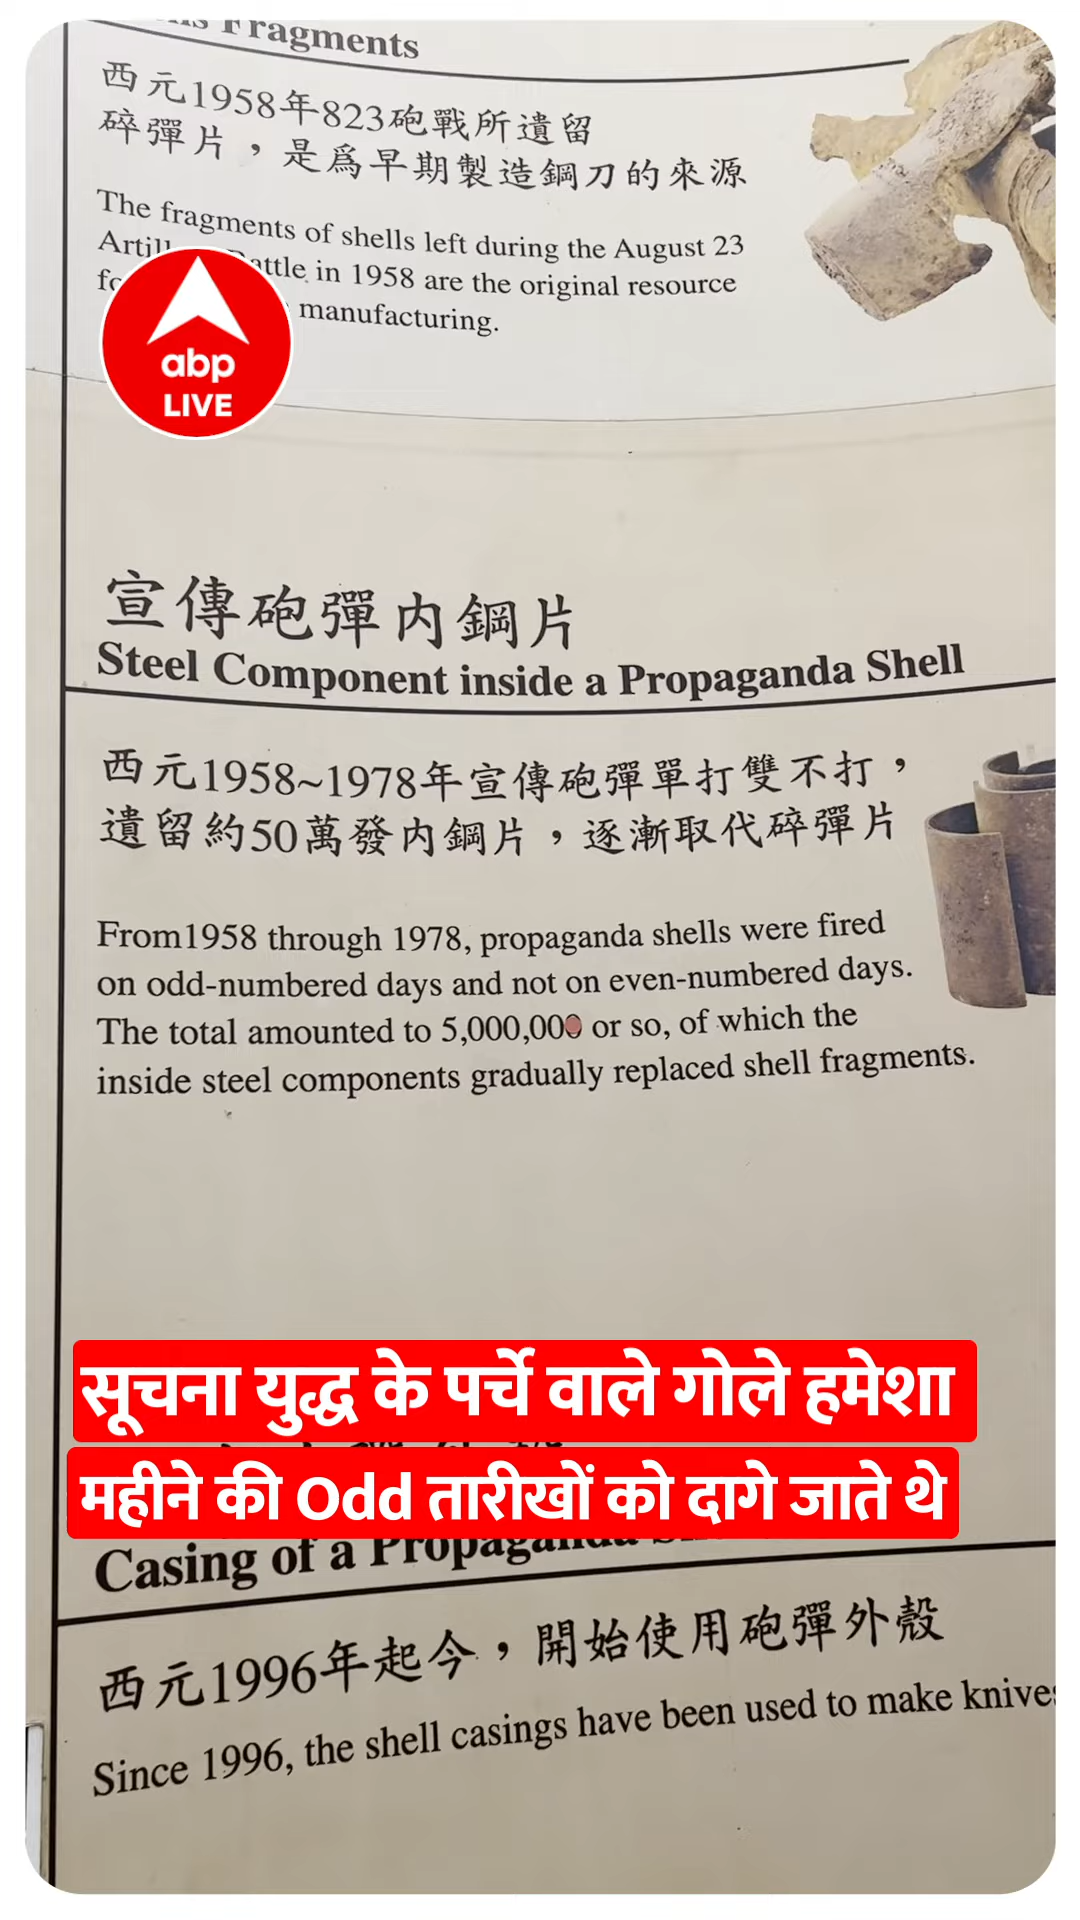 Fragments
西元1958年823砲戰所遺留
碎彈片，是爲早期製造鋼刀的來源
The fragments of shells left during the August 23
in 1958 are the original resource
manufacturing.
abp
LIVE
宣傳砲彈內鋼片
Steel Component inside a Propaganda Shell
西元1958~1978年宣傳砲彈單打雙不打，
遺留約50萬發內鋼片，逐漸取代碎彈片
From1958 through 1978, propaganda shells were fired
on odd-numbered days and not on even-numbered days.
The total amounted to 5,000,000 or so, of which the
inside steel components gradually replaced shell fragments.
सूचना युद्ध के पर्चे वाले गोले हमेशा
महीने की Odd तारीखों को दागे जाते थे
Casing of a Propaganda
西元1996年起今，開始使用砲彈外殼
Since 1996, the shell casings have been used to make knives